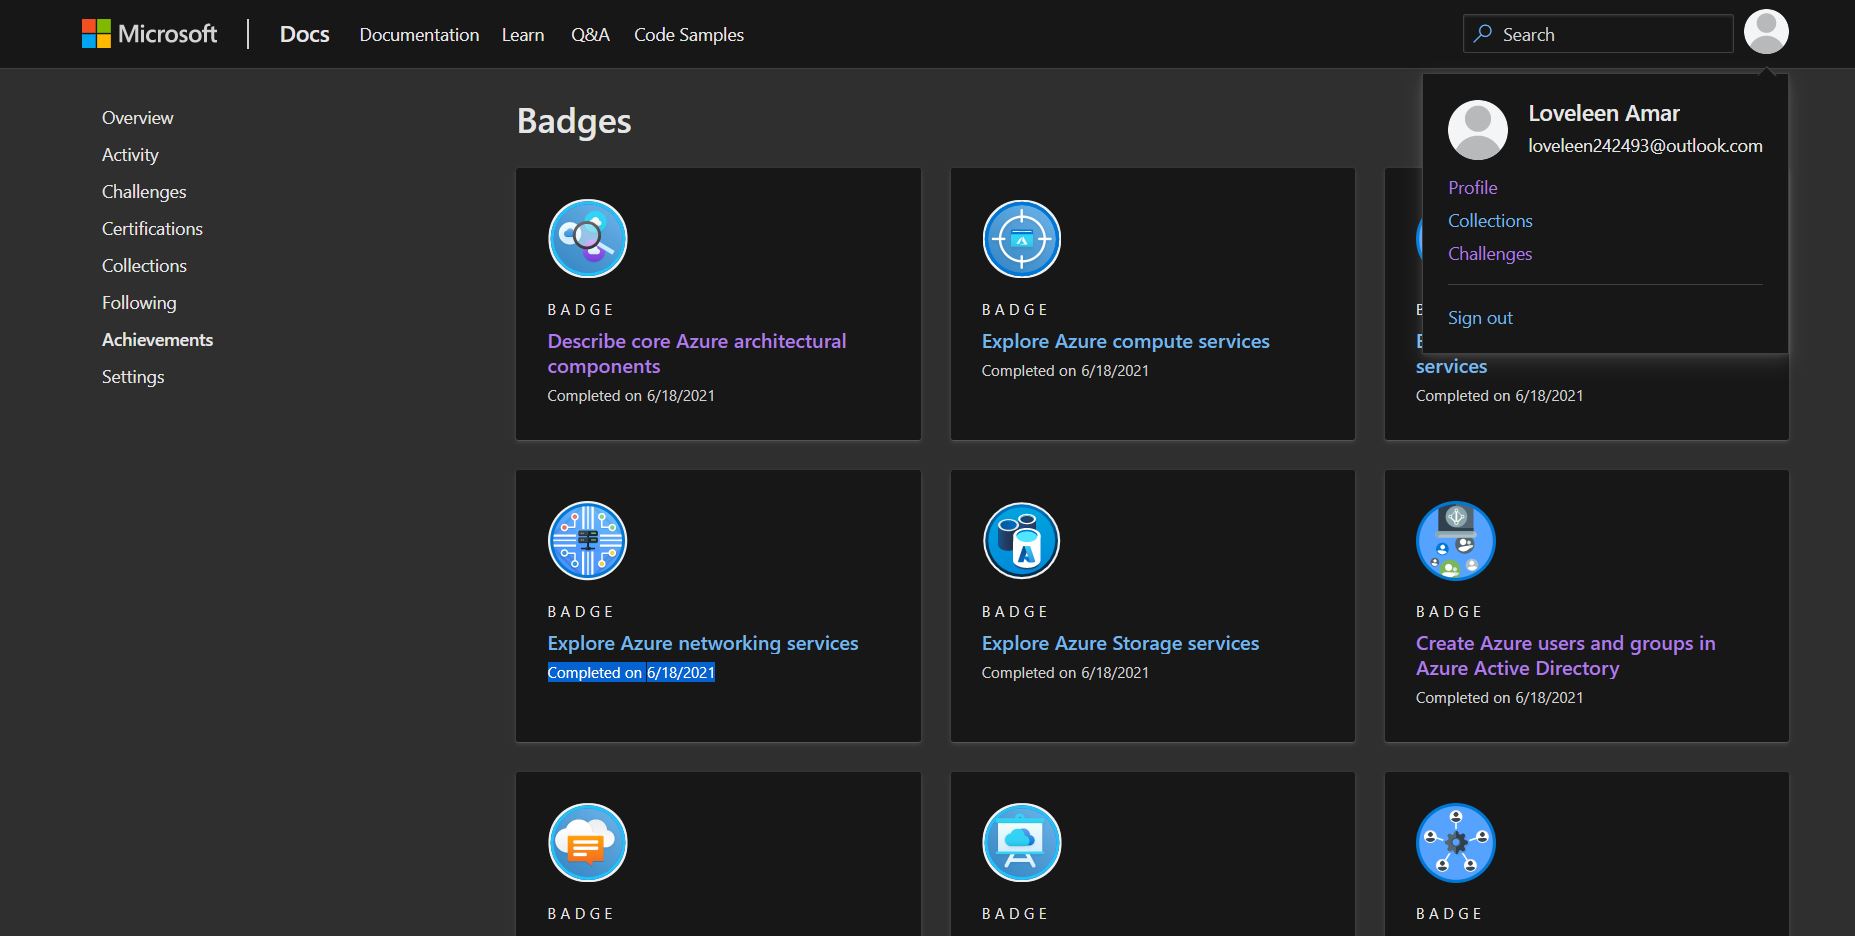 Microsoft Docs Documentation Learn Q&A Code Samples Search
Overview
Activity
Challenges
Certifications
Collections
Following
Achievements
Settings
Badges
Loveleen Amar
loveleen242493@outlook.com
Profile
Collections
Challenges
Sign out
BADGE
Describe core Azure architectural
components
Completed on 6/18/2021
BADGE
Explore Azure compute services
Completed on 6/18/2021
services
Completed on 6/18/2021
BADGE
Explore Azure networking services
Completed on 6/18/2021
BADGE
Explore Azure Storage services
Completed on 6/18/2021
BADGE
Create Azure users and groups in
Azure Active Directory
Completed on 6/18/2021
BADGE
BADGE
BADGE